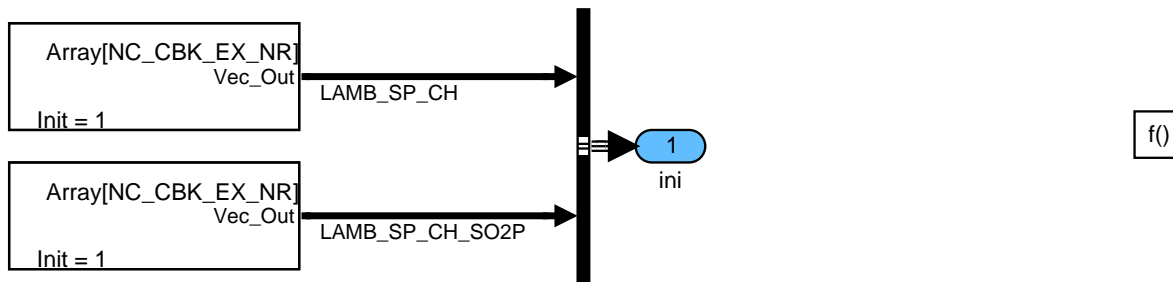 Array[NC_CBK_EX_NR]
Vec_Out
LAMB_SP_CH
Init = 1
1
f()
ini
Array[NC_CBK_EX_NR]
Vec_Out
LAMB_SP_CH_SO2P
Init = 1